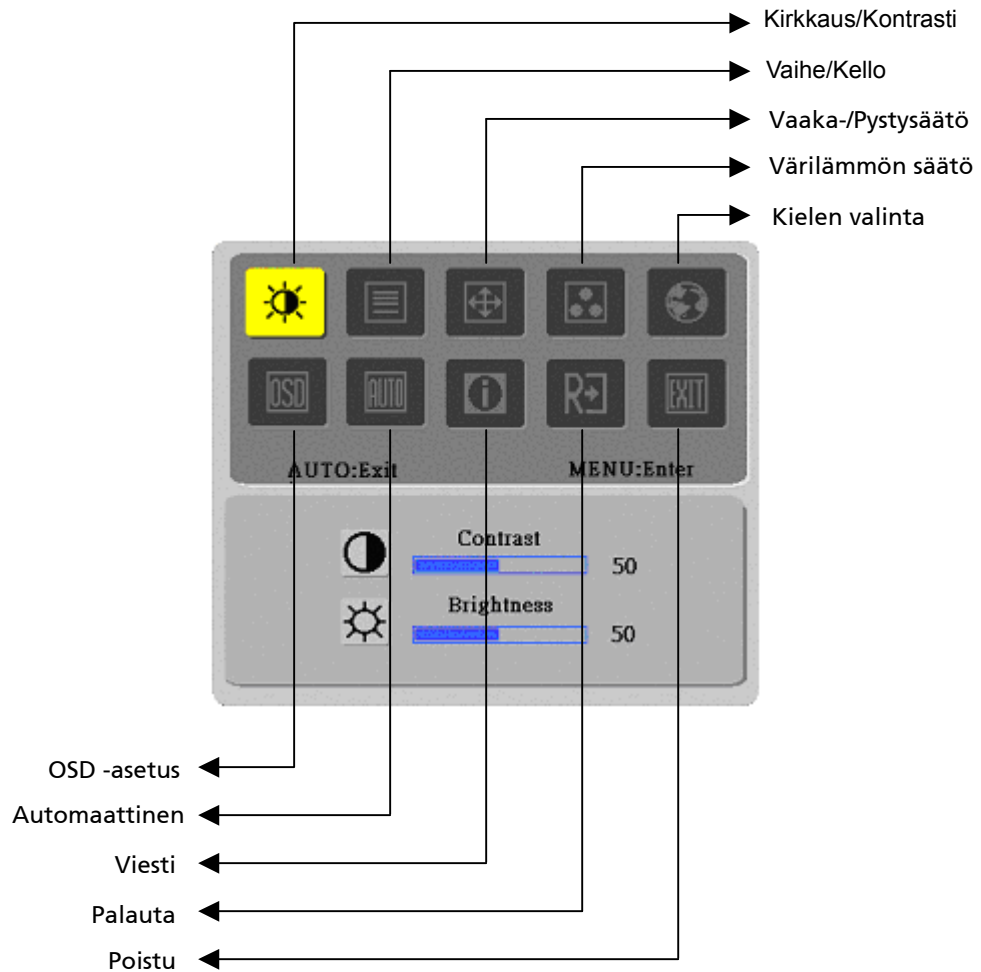 Kirkkaus/Kontrasti
Vaihe/Kello
Vaaka-/Pystysäätö
Värilämmön säätö
Kielen valinta
OSD AUTO i R EXIT
AUTO:Exit MENU:Enter
Contrast
50
Brightness
50
OSD -asetus
Automaattinen
Viesti
Palauta
Poistu